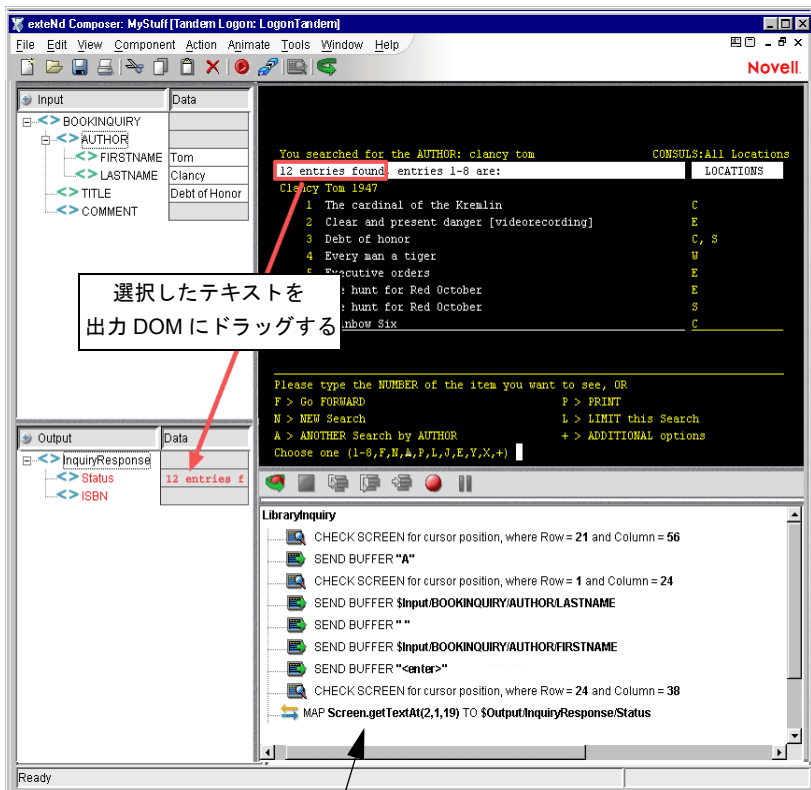 exteNd Composer: MyStuff [Tandem Logon: LogonTandem]
File Edit View Component Action Animate Tools Window Help
Novell.
Input Data
BOOKINQUIRY
AUTHOR
FIRSTNAME Tom
LASTNAME Clancy
TITLE Debt of Honor
COMMENT
You searched for the AUTHOR: clancy tom CONSULS:All Locations
12 entries found, entries 1-8 are: LOCATIONS
Clancy Tom 1947
1 The cardinal of the Kremlin C
2 Clear and present danger [videorecording] E
3 Debt of honor C, S
4 Every man a tiger W
5 Executive orders E
hunt for Red October E
hunt for Red October S
Six C
選択したテキストを
出力 DOM にドラッグする
Please type the NUMBER of the item you want to see, OR
F > Go FORWARD P > PRINT
N > NEW Search L > LIMIT this Search
A > ANOTHER Search by AUTHOR + > ADDITIONAL options
Choose one (1-8,F,N,A,P,L,J,E,Y,X,+)
Output Data
InquiryResponse
Status 12 entries f
ISBN
LibraryInquiry
CHECK SCREEN for cursor position, where Row = 21 and Column = 56
SEND BUFFER "A"
CHECK SCREEN for cursor position, where Row = 1 and Column = 24
SEND BUFFER $Input/BOOKINQUIRY/AUTHOR/LASTNAME
SEND BUFFER " "
SEND BUFFER $Input/BOOKINQUIRY/AUTHOR/FIRSTNAME
SEND BUFFER "<enter>"
CHECK SCREEN for cursor position, where Row = 24 and Column = 38
MAP Screen.getTextAt(2,1,19) TO $Output/InquiryResponse/Status
Ready